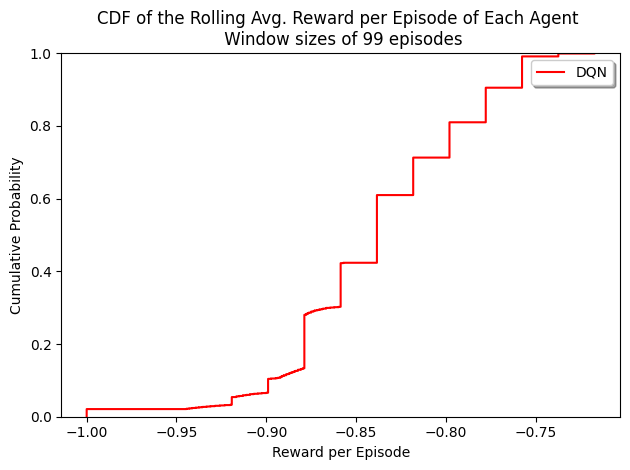 CDF of the Rolling Avg. Reward per Episode of Each Agent
Window sizes of 99 episodes
DQN
1.0
0.8
0.6
0.4
0.2
0.0
Cumulative Probability
−1.00 −0.95 −0.90 −0.85 −0.80 −0.75
Reward per Episode